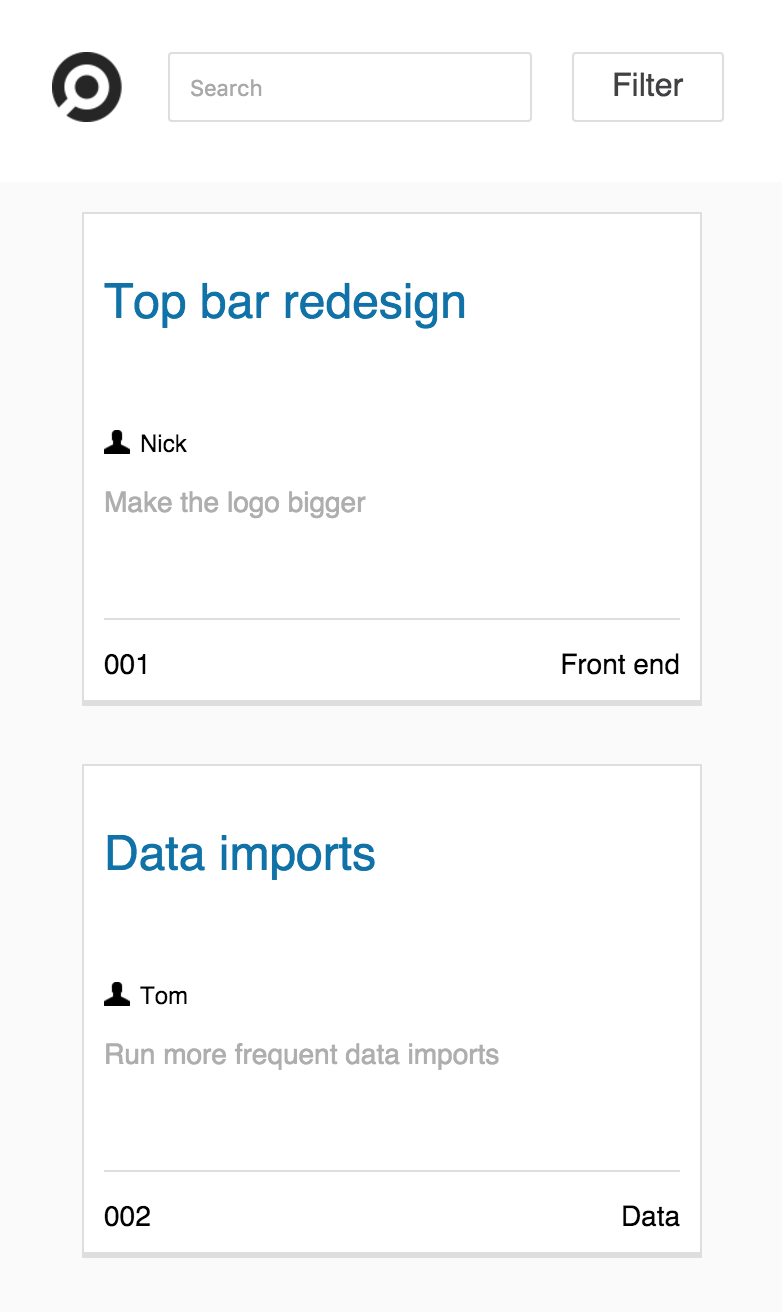 Search
Filter
Top bar redesign
Nick
Make the logo bigger
001 Front end
Data imports
Tom
Run more frequent data imports
002 Data